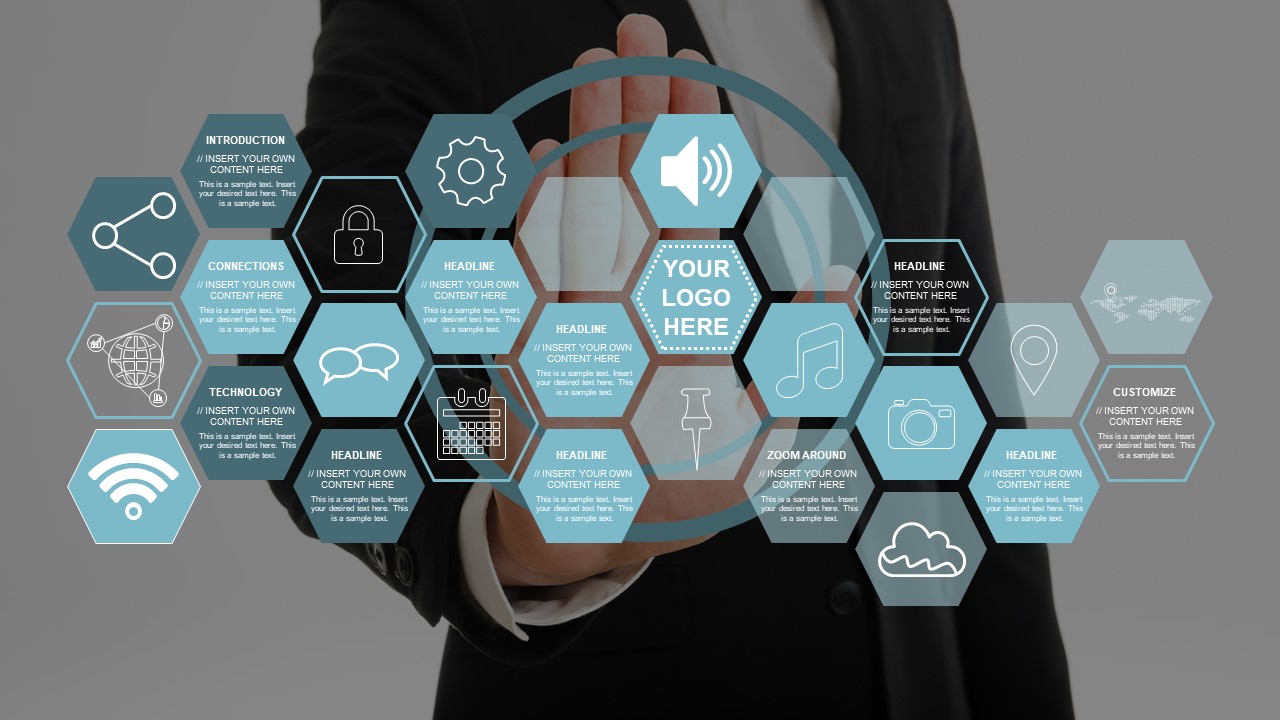 INTRODUCTION
// INSERT YOUR OWN
CONTENT HERE
This is a sample text. Insert
your desired text here. This
is a sample text.
CONNECTIONS
// INSERT YOUR OWN
CONTENT HERE
This is a sample text. Insert
your desired text here. This
is a sample text.
TECHNOLOGY
// INSERT YOUR OWN
CONTENT HERE
This is a sample text. Insert
your desired text here. This
is a sample text.
HEADLINE
// INSERT YOUR OWN
CONTENT HERE
This is a sample text. Insert
your desired text here. This
is a sample text.
HEADLINE
// INSERT YOUR OWN
CONTENT HERE
This is a sample text. Insert
your desired text here. This
is a sample text.
HEADLINE
// INSERT YOUR OWN
CONTENT HERE
This is a sample text. Insert
your desired text here. This
is a sample text.
HEADLINE
// INSERT YOUR OWN
CONTENT HERE
This is a sample text. Insert
your desired text here. This
is a sample text.
YOUR
LOGO
HERE
ZOOM AROUND
// INSERT YOUR OWN
CONTENT HERE
This is a sample text. Insert
your desired text here. This
is a sample text.
HEADLINE
// INSERT YOUR OWN
CONTENT HERE
This is a sample text. Insert
your desired text here. This
is a sample text.
HEADLINE
// INSERT YOUR OWN
CONTENT HERE
This is a sample text. Insert
your desired text here. This
is a sample text.
CUSTOMIZE
// INSERT YOUR OWN
CONTENT HERE
This is a sample text. Insert
your desired text here. This
is a sample text.